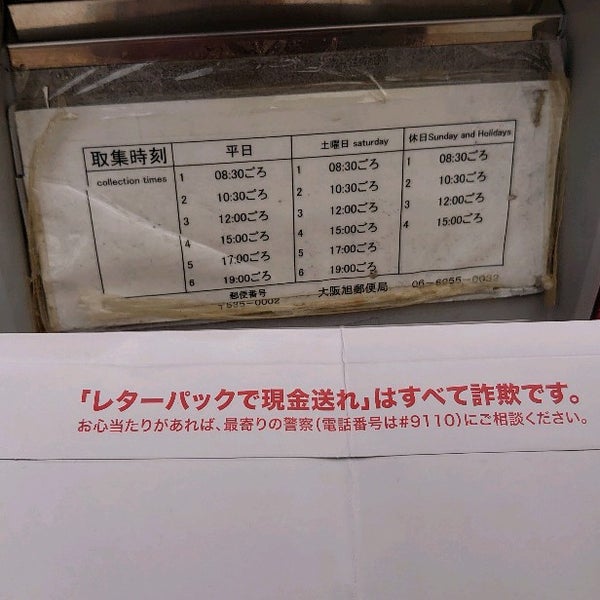 取集時刻 平日 土曜日 saturday 休日 Sunday and Holidays
collection times
1 08:30ごろ 1 08:30ごろ 1 08:30ごろ
2 10:30ごろ 2 10:30ごろ 2 10:30ごろ
3 12:00ごろ 3 12:00ごろ 3 12:00ごろ
4 15:00ごろ 4 15:00ごろ 4 15:00ごろ
5 17:00ごろ 5 17:00ごろ
6 19:00ごろ 6 19:00ごろ
郵便番号 大阪旭郵便局
〒535-0002
「レターパックで現金送れ」はすべて詐欺です。
お心当たりがあれば、最寄りの警察(電話番号は#9110)にご相談ください。